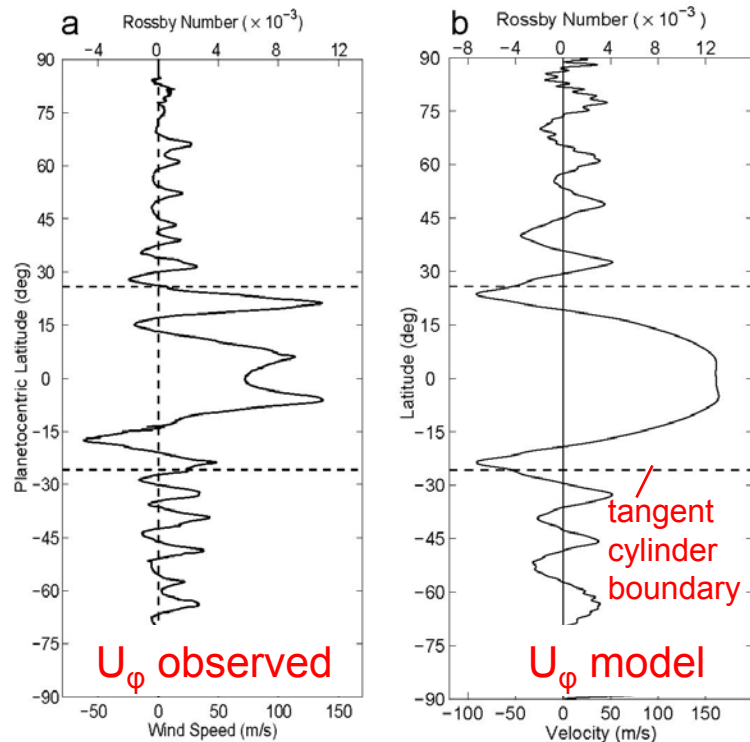 a
Rossby Number (× 10⁻³)
0 4 8 12
90
75
60
45
30
15
0
−15
−30
−45
−60
−75
−90
Planetocentric Latitude (deg)
Uφ observed
−50 0 50 100 150
Wind Speed (m/s)
b
Rossby Number (× 10⁻³)
−8 −4 0 4 8 12
90
75
60
45
30
15
0
−15
−30
−45
−60
−75
−90
Latitude (deg)
tangent
cylinder
boundary
Uφ model
−100 −50 0 50 100 150
Velocity (m/s)